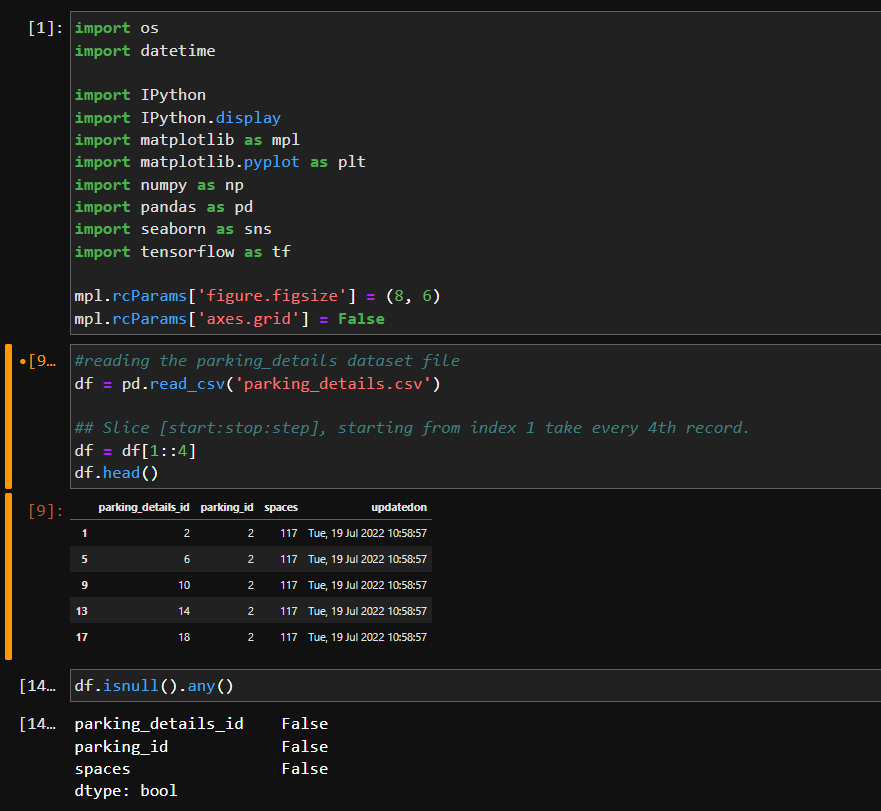 [1]: import os
import datetime
import IPython
import IPython.display
import matplotlib as mpl
import matplotlib.pyplot as plt
import numpy as np
import pandas as pd
import seaborn as sns
import tensorflow as tf
mpl.rcParams['figure.figsize'] = (8, 6)
mpl.rcParams['axes.grid'] = False
•[9… #reading the parking_details dataset file
df = pd.read_csv('parking_details.csv')
## Slice [start:stop:step], starting from index 1 take every 4th record.
df = df[1::4]
df.head()
[9]: parking_details_id parking_id spaces updatedon
1 2 2 117 Tue, 19 Jul 2022 10:58:57
5 6 2 117 Tue, 19 Jul 2022 10:58:57
9 10 2 117 Tue, 19 Jul 2022 10:58:57
13 14 2 117 Tue, 19 Jul 2022 10:58:57
17 18 2 117 Tue, 19 Jul 2022 10:58:57
[14… df.isnull().any()
[14… parking_details_id False
parking_id False
spaces False
dtype: bool